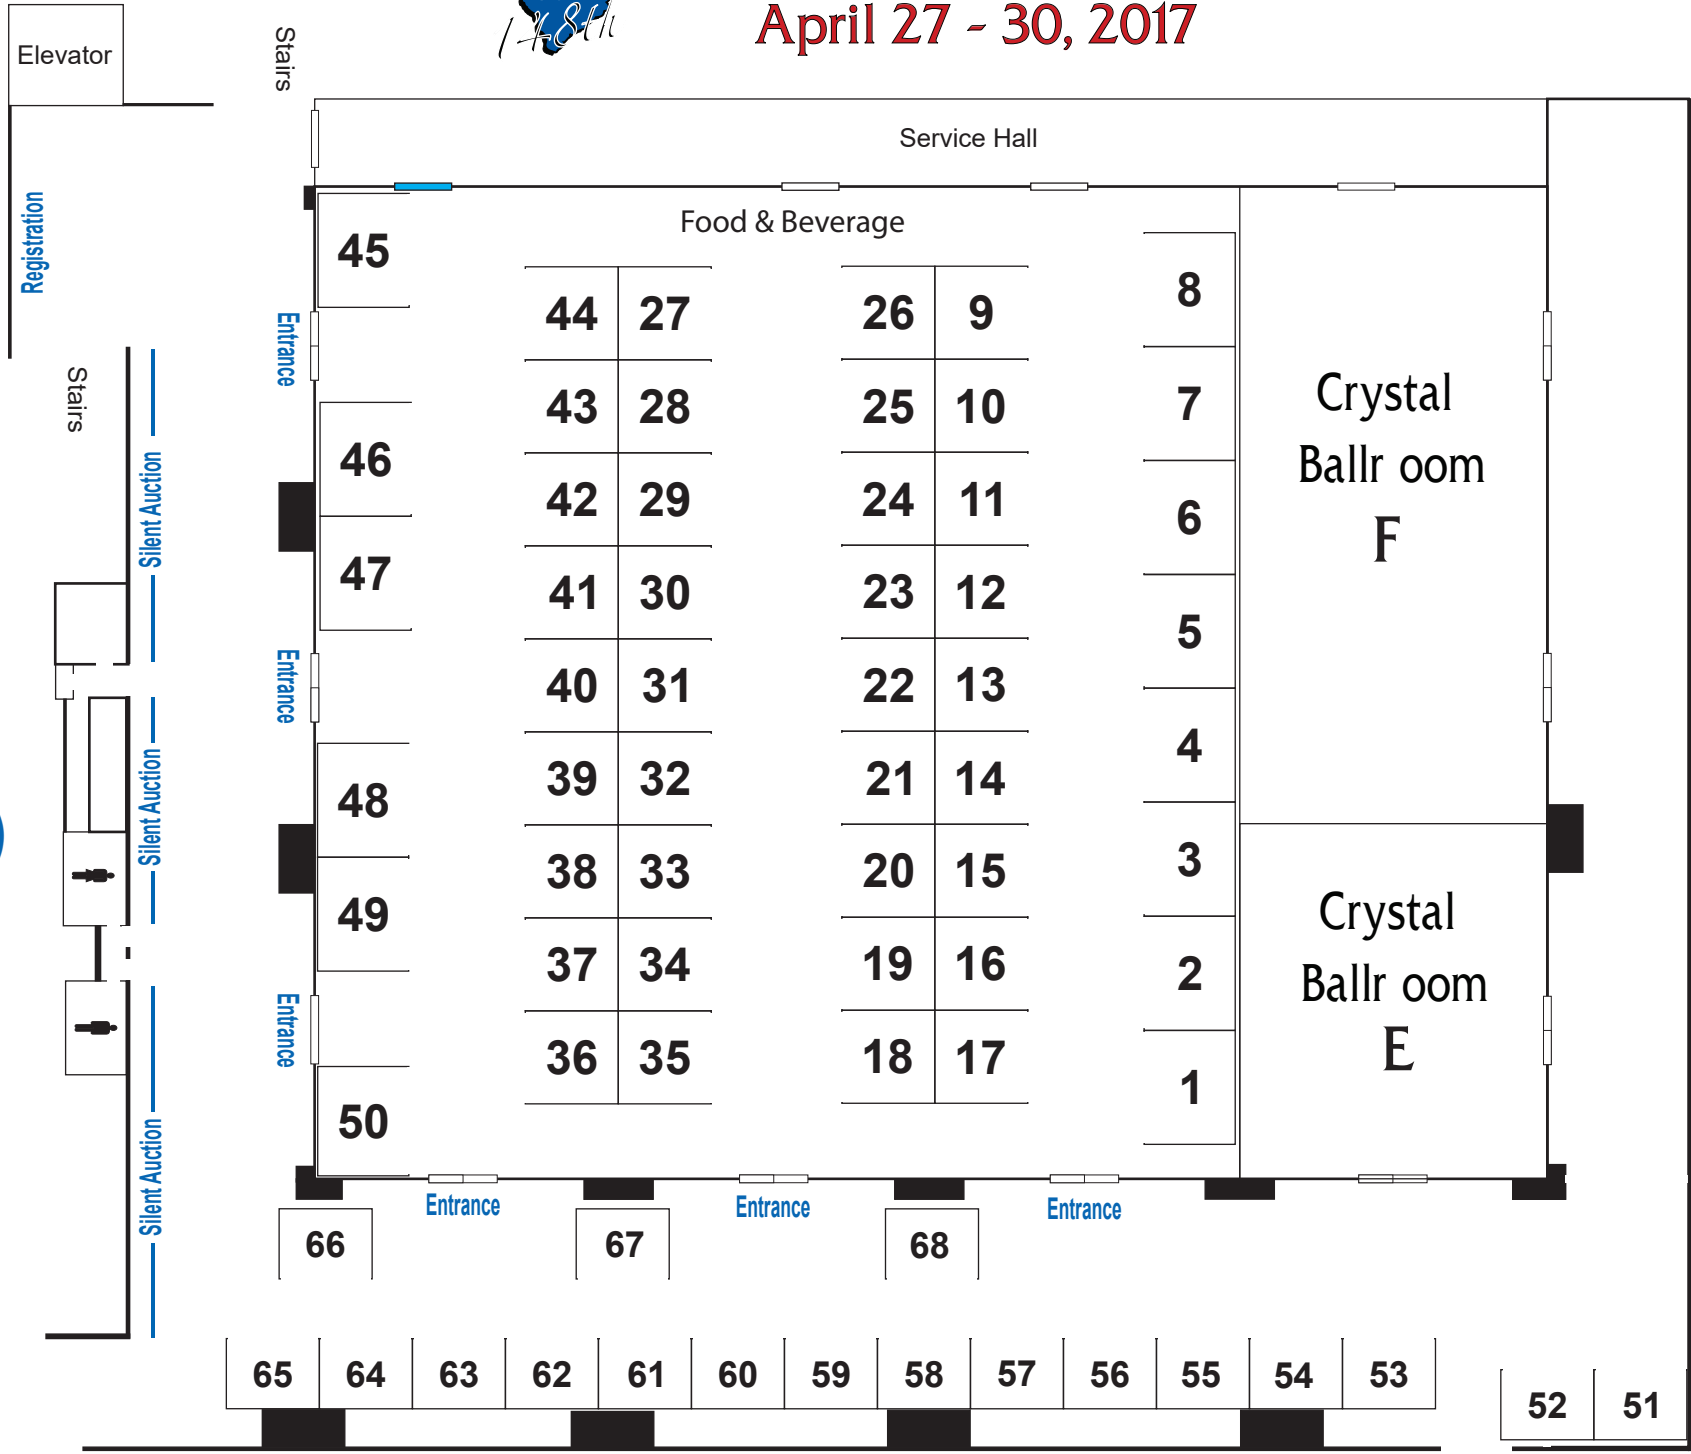 148th
April 27 - 30, 2017
Elevator
Stairs
Service Hall
Registration
Food & Beverage
45
8
44 27
26 9
Entrance
7
Stairs
43 28
25 10
Crystal
Ballr oom
F
46
42 29
24 11
6
Silent Auction
47
41 30
23 12
5
Entrance
40 31
22 13
4
48
39 32
21 14
Silent Auction
3
38 33
20 15
49
Crystal
Ballr oom
E
37 34
19 16
2
Entrance
36 35
18 17
1
50
Silent Auction
Entrance
Entrance
Entrance
66
67
68
65 64 63 62 61 60 59 58 57 56 55 54 53
52 51